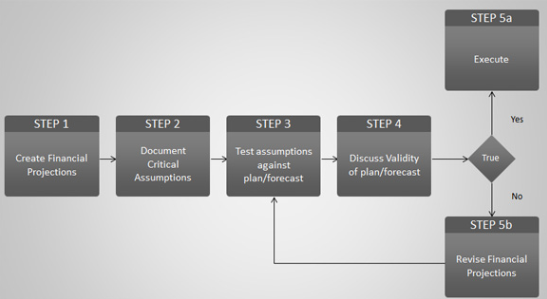 STEP 1
Create Financial
Projections
STEP 2
Document
Critical
Assumptions
STEP 3
Test assumptions
against
plan/forecast
STEP 4
Discuss Validity
of plan/forecast
True
Yes
STEP 5a
Execute
No
STEP 5b
Revise Financial
Projections